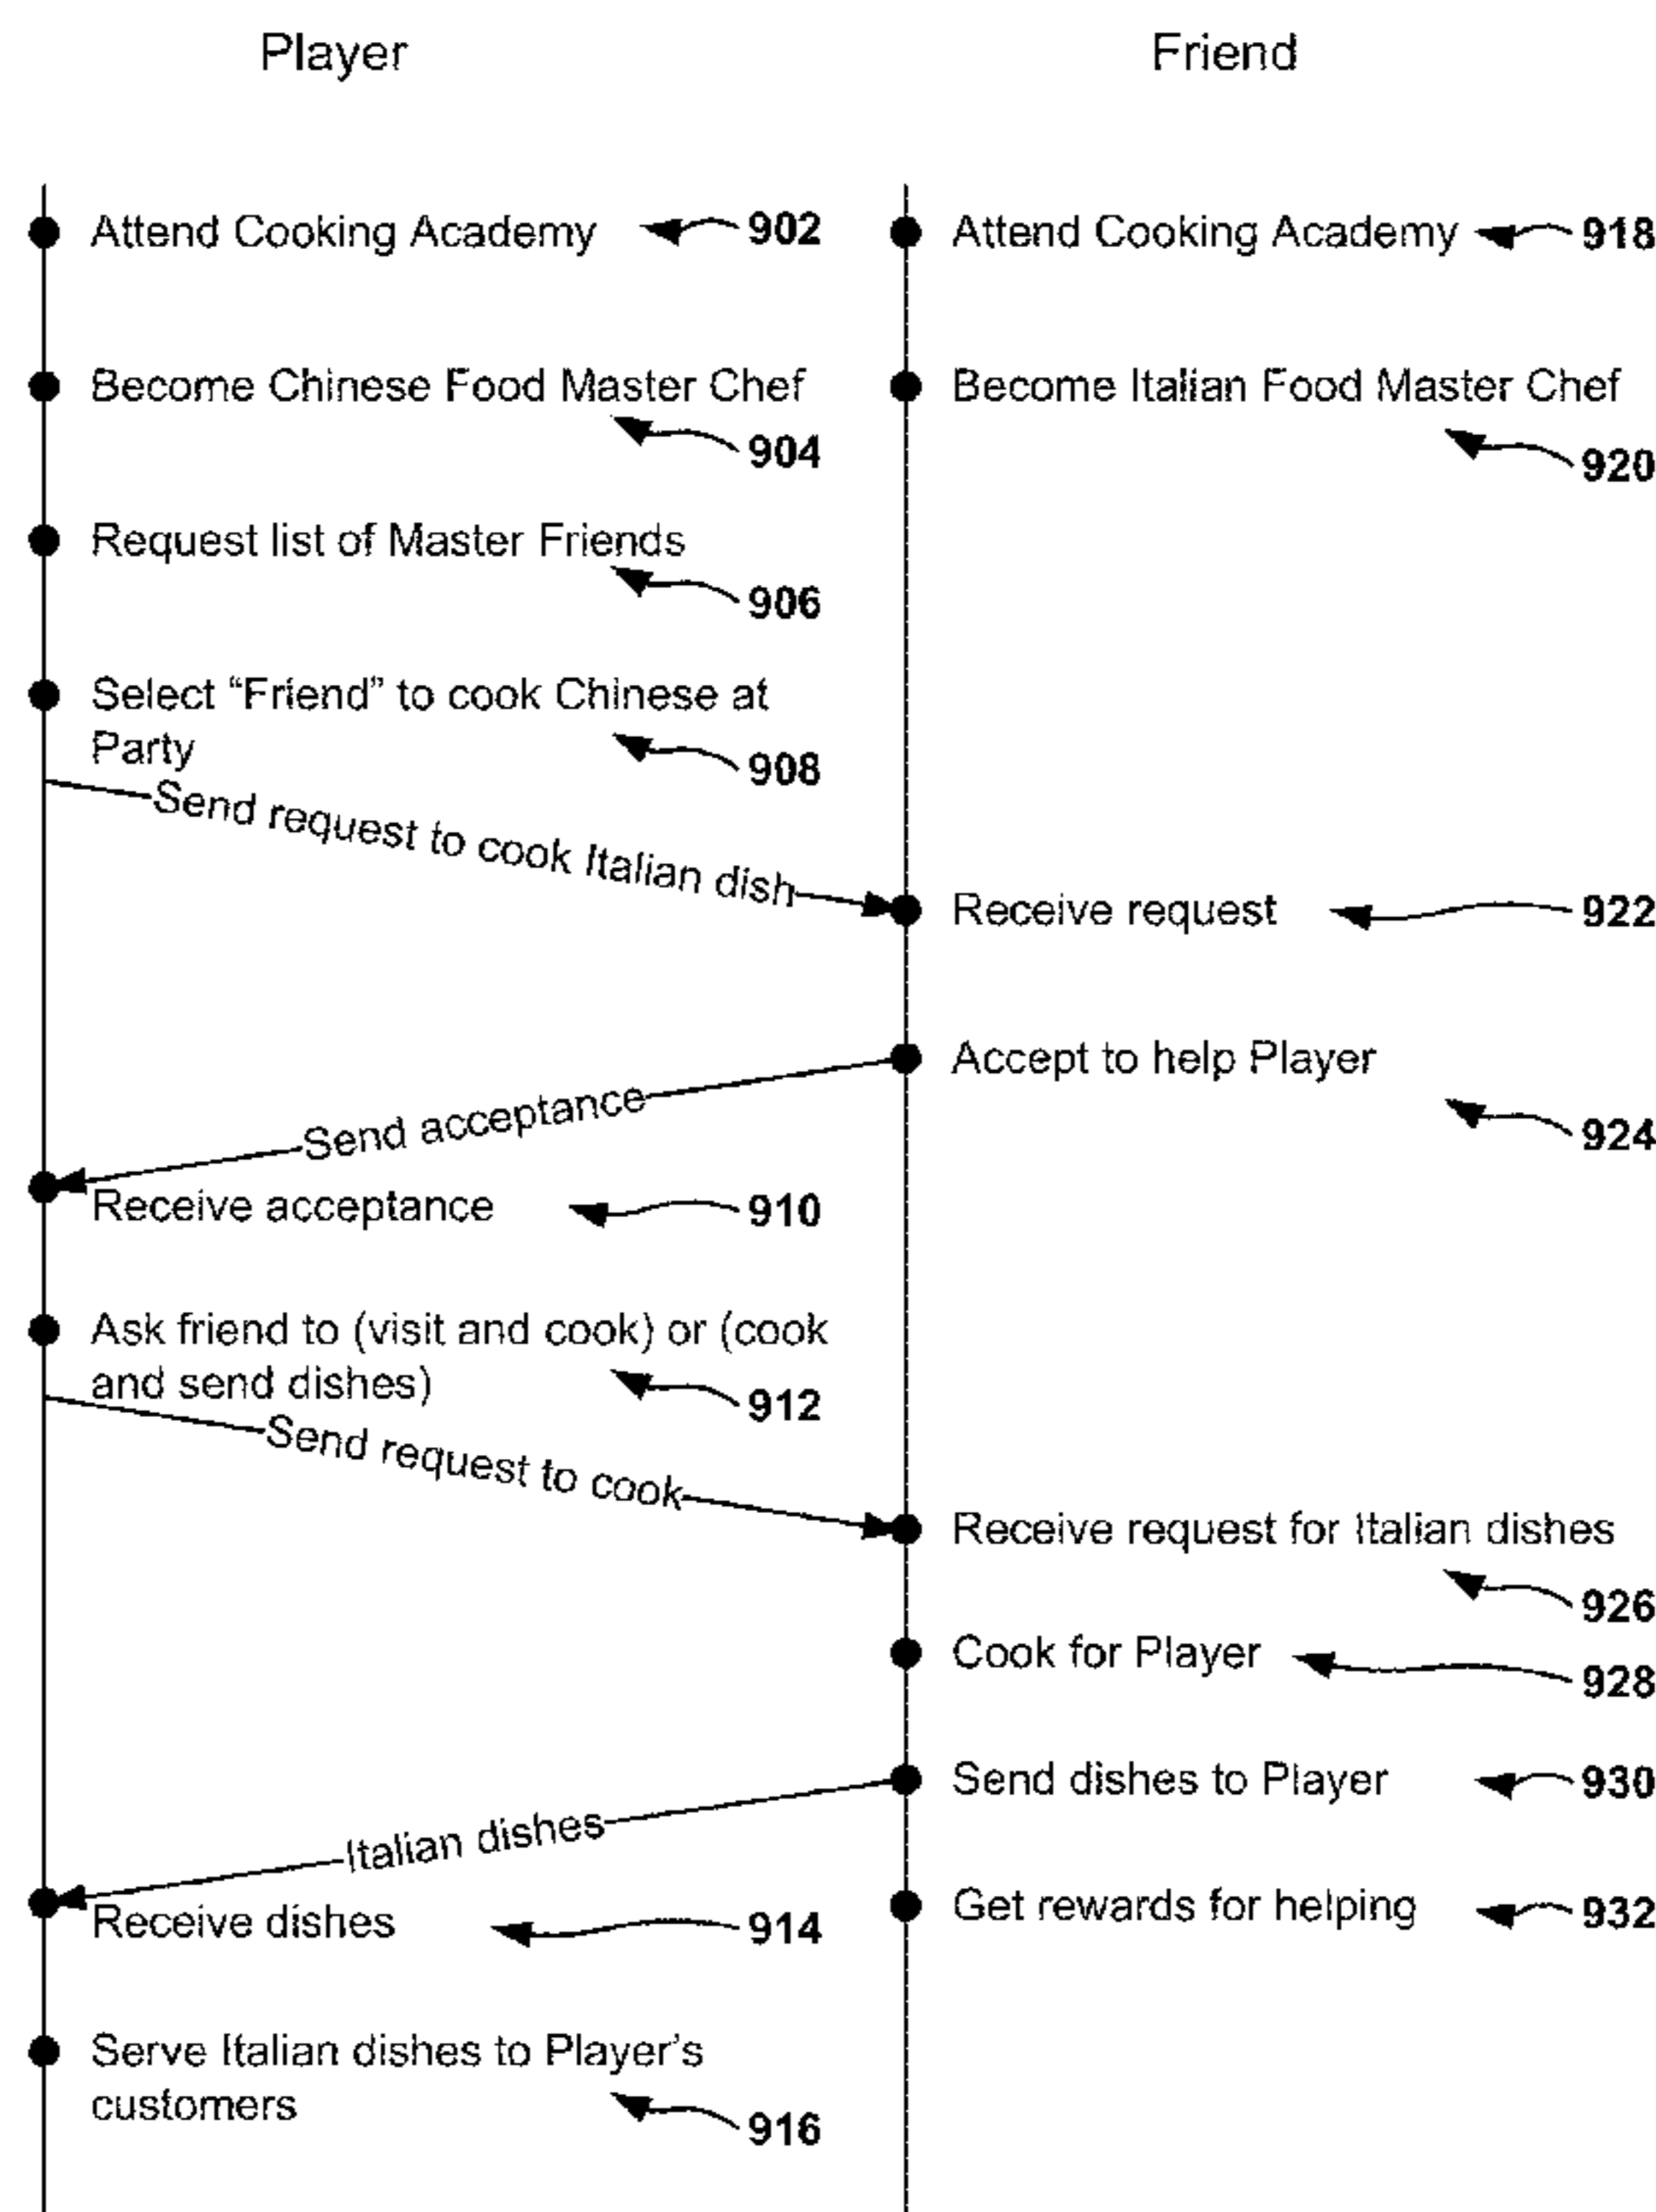 Player
Friend
Attend Cooking Academy
902
Attend Cooking Academy
918
Become Chinese Food Master Chef
904
Become Italian Food Master Chef
920
Request list of Master Friends
906
Select “Friend” to cook Chinese at
Party
908
Send request to cook Italian dish
Receive request
922
Accept to help Player
924
Send acceptance
Receive acceptance
910
Ask friend to (visit and cook) or (cook
and send dishes)
912
Send request to cook
Receive request for Italian dishes
926
Cook for Player
928
Send dishes to Player
930
Italian dishes
Receive dishes
914
Get rewards for helping
932
Serve Italian dishes to Player’s
customers
916